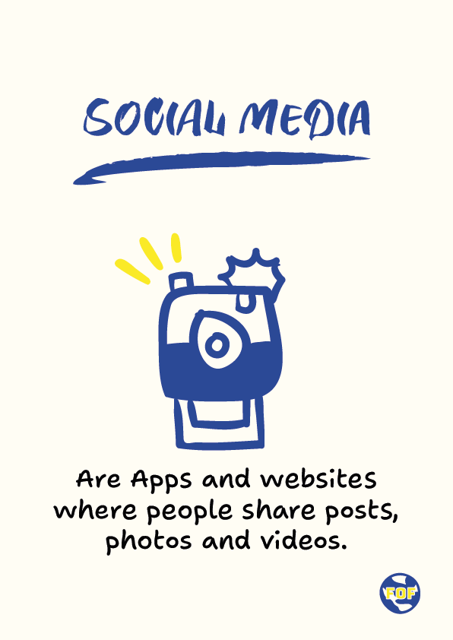 SOCIAL MEDIA
Are Apps and websites
where people share posts,
photos and videos.
EOF